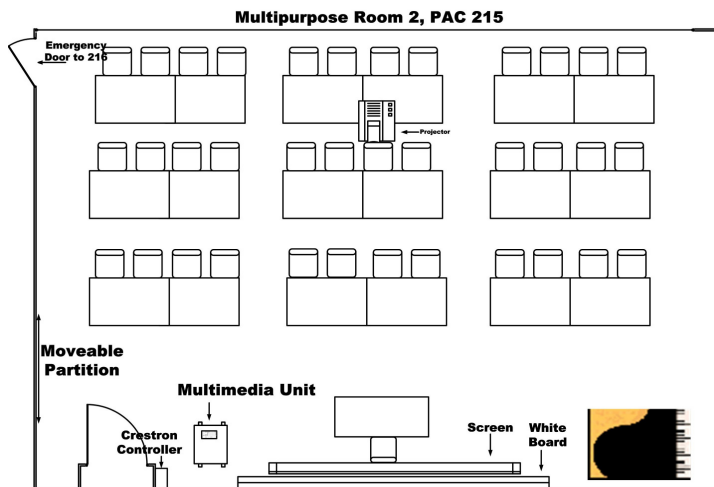 Multipurpose Room 2, PAC 215
Emergency
Door to 216
Projector
Moveable
Partition
Multimedia Unit
Crestron
Controller
Screen
White
Board